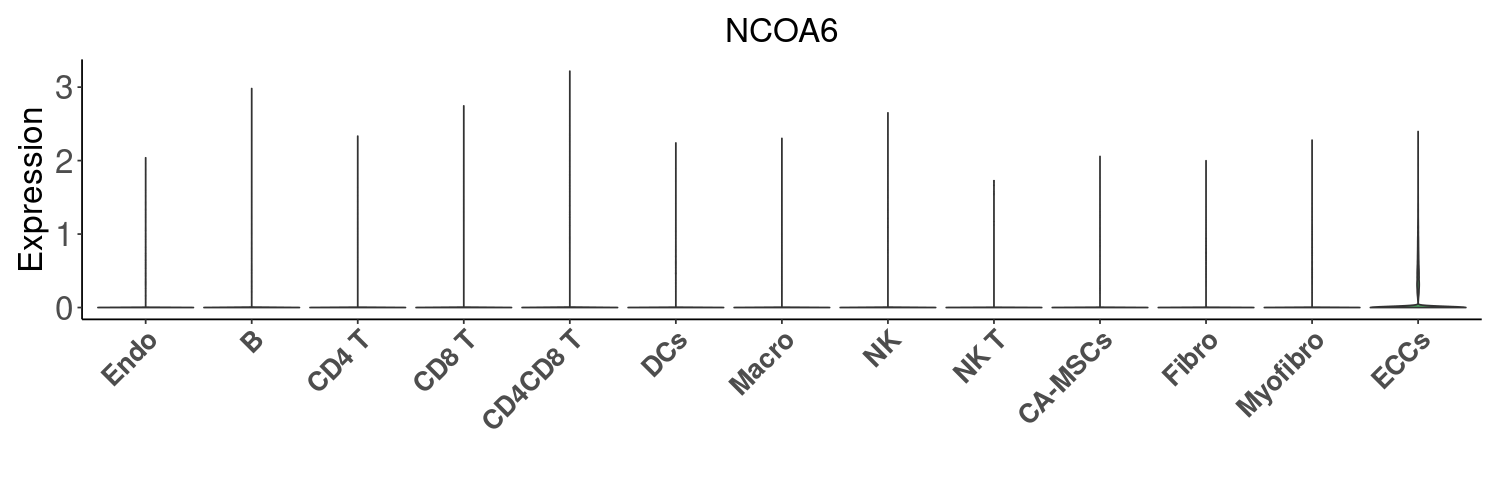 NCOA6
Expression
3
2
1
0
Endo
B
CD4 T
CD8 T
CD4CD8 T
DCs
Macro
NK
NK T
CA-MSCs
Fibro
Myofibro
ECCs